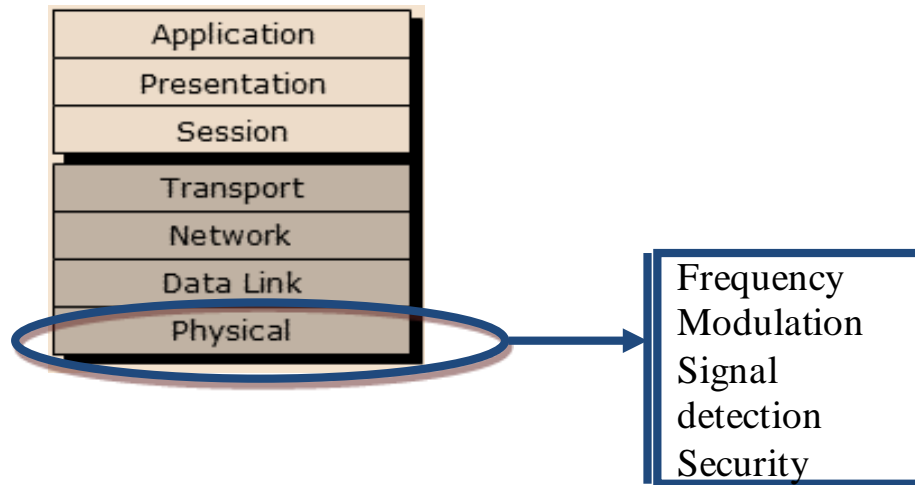 Application
Presentation
Session
Transport
Network
Data Link
Physical
Frequency
Modulation
Signal
detection
Security